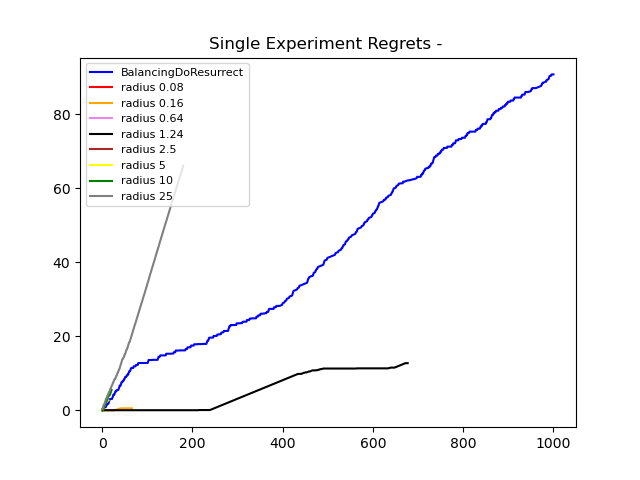 Single Experiment Regrets -
BalancingDoResurrect
radius 0.08
radius 0.16
radius 0.64
radius 1.24
radius 2.5
radius 5
radius 10
radius 25
80
60
40
20
0
0 200 400 600 800 1000